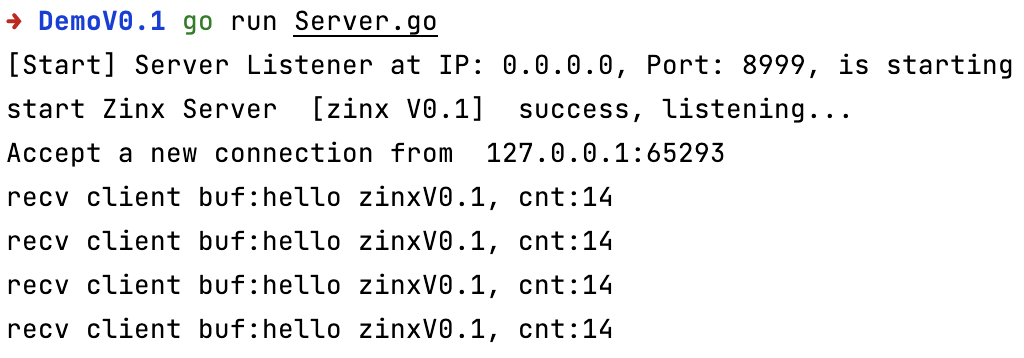 ➜ DemoV0.1 go run Server.go
[Start] Server Listener at IP: 0.0.0.0, Port: 8999, is starting
start Zinx Server  [zinx V0.1]  success, listening...
Accept a new connection from  127.0.0.1:65293
recv client buf:hello zinxV0.1, cnt:14
recv client buf:hello zinxV0.1, cnt:14
recv client buf:hello zinxV0.1, cnt:14
recv client buf:hello zinxV0.1, cnt:14